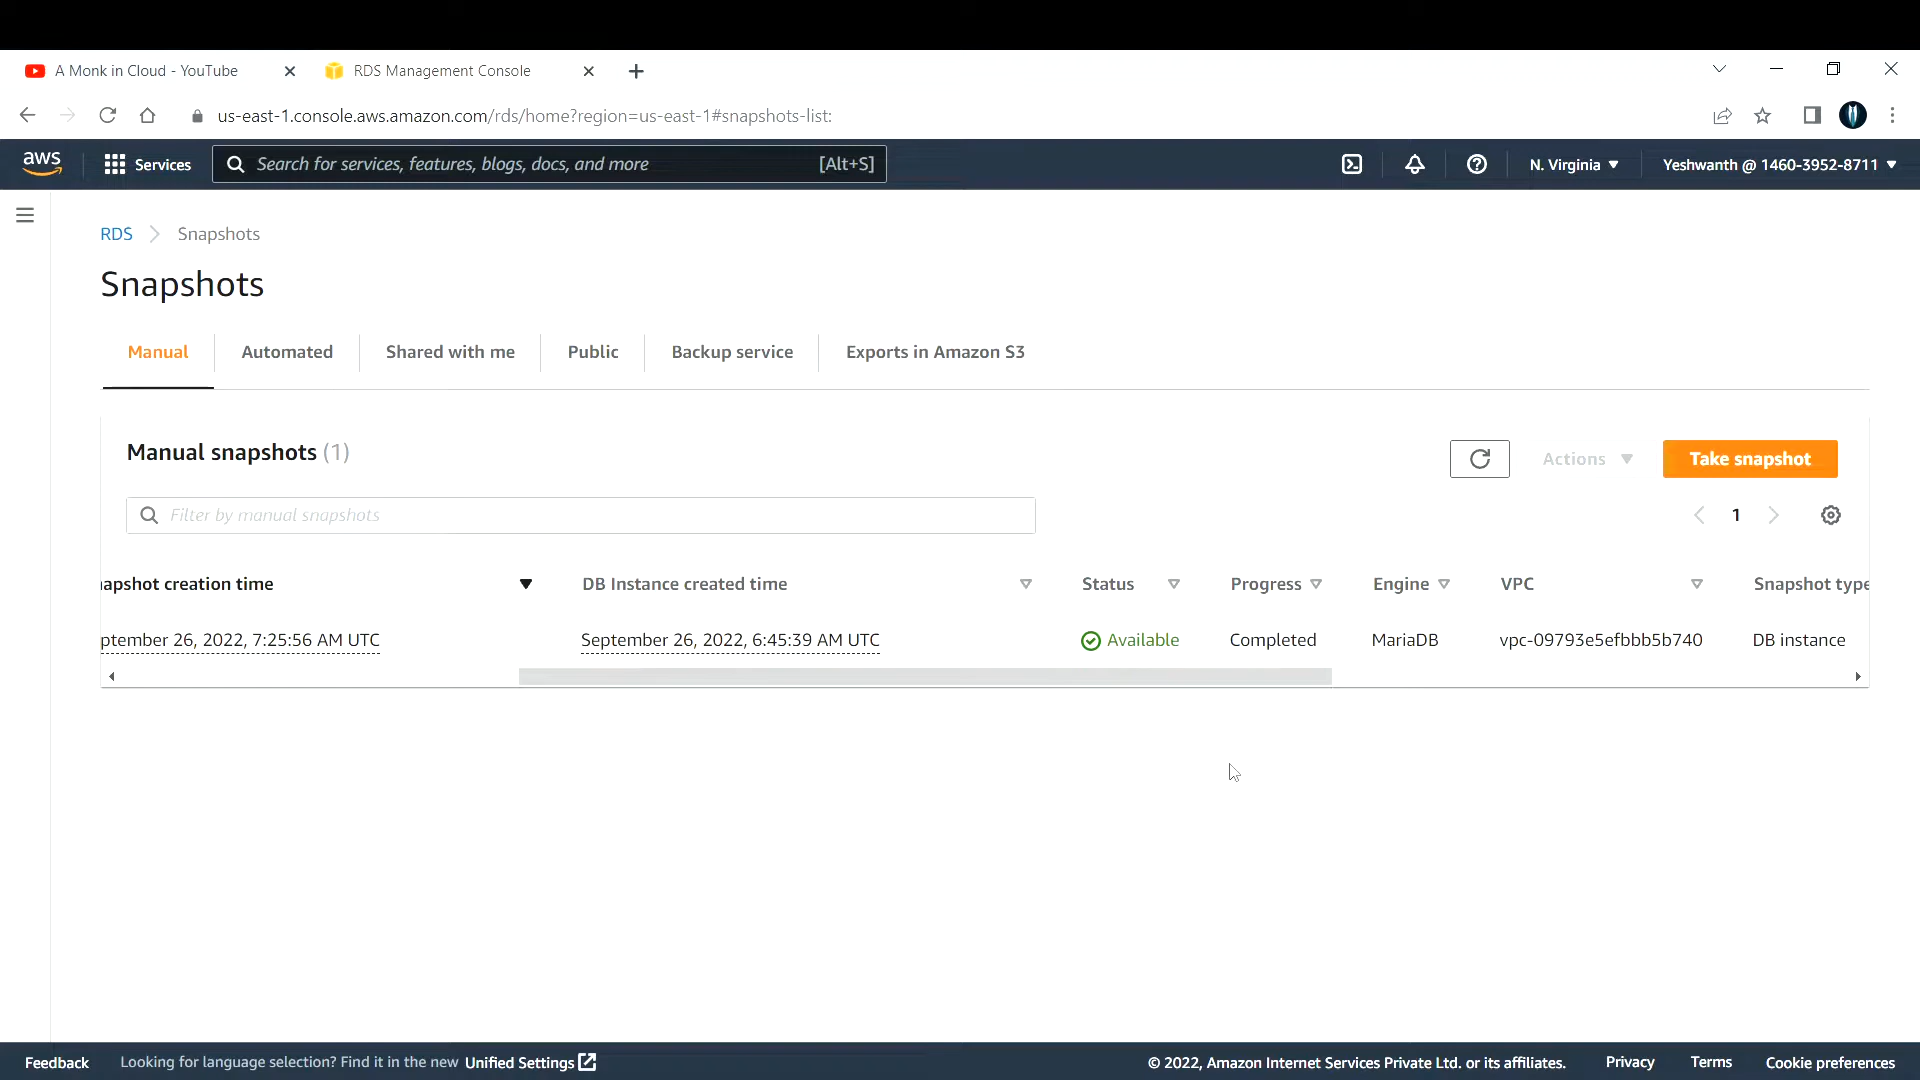 A Monk in Cloud - YouTube
RDS Management Console
us-east-1.console.aws.amazon.com/rds/home?region=us-east-1#snapshots-list:
aws
Services
Search for services, features, blogs, docs, and more
[Alt+S]
N. Virginia
Yeshwanth @ 1460-3952-8711
RDS
Snapshots
Snapshots
Manual
Automated
Shared with me
Public
Backup service
Exports in Amazon S3
Manual snapshots (1)
Actions
Take snapshot
Filter by manual snapshots
1
apshot creation time
DB Instance created time
Status
Progress
Engine
VPC
Snapshot type
ptember 26, 2022, 7:25:56 AM UTC
September 26, 2022, 6:45:39 AM UTC
Available
Completed
MariaDB
vpc-09793e5efbbb5b740
DB instance
Feedback
Looking for language selection? Find it in the new Unified Settings
© 2022, Amazon Internet Services Private Ltd. or its affiliates.
Privacy
Terms
Cookie preferences